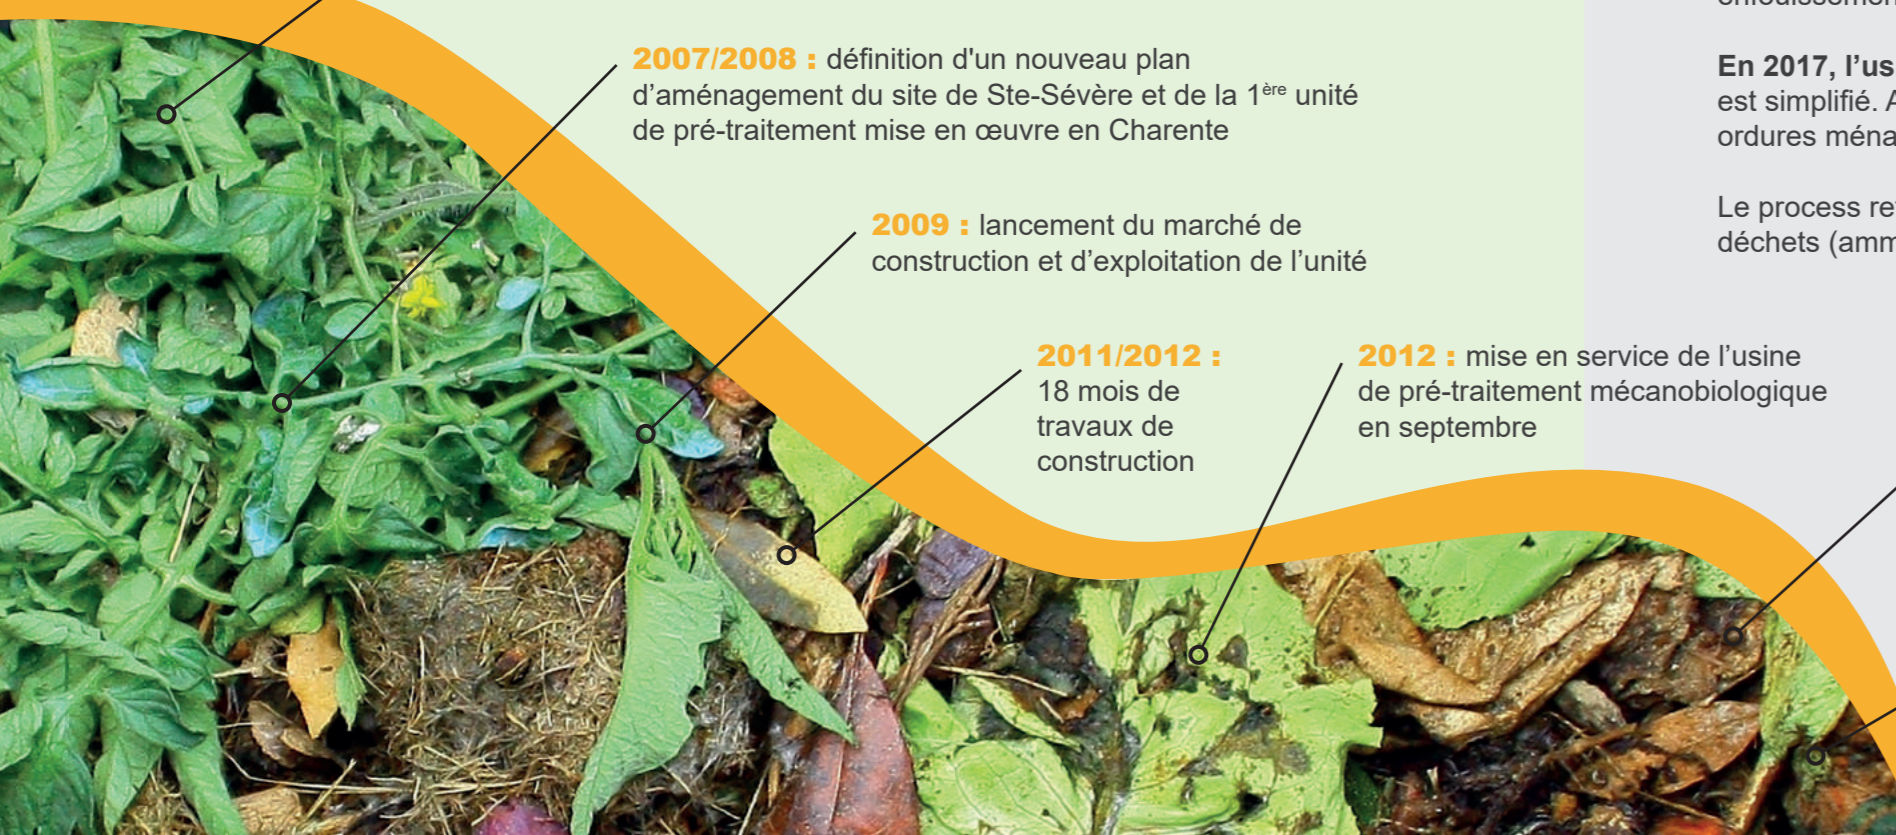 2007/2008 : définition d'un nouveau plan
d’aménagement du site de Ste-Sévère et de la 1ère unité
de pré-traitement mise en œuvre en Charente
2009 : lancement du marché de
construction et d’exploitation de l’unité
2011/2012 :
18 mois de
travaux de
construction
2012 : mise en service de l’usine
de pré-traitement mécanobiologique
en septembre
En 2017, l’us
est simplifié. A
ordures ména
Le process re
déchets (amm